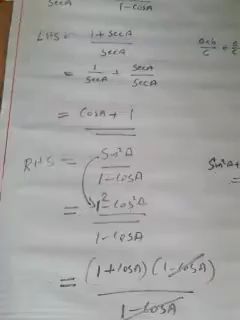 SecA 1-CosA
LHS = 1 + SecA / SecA
= 1/SecA + SecA/SecA
= CosA + 1
RHS = Sin²A / 1-CosA
= 1² - Cos²A / 1 - CosA
= (1 + CosA) (1 - CosA) / 1 - CosA